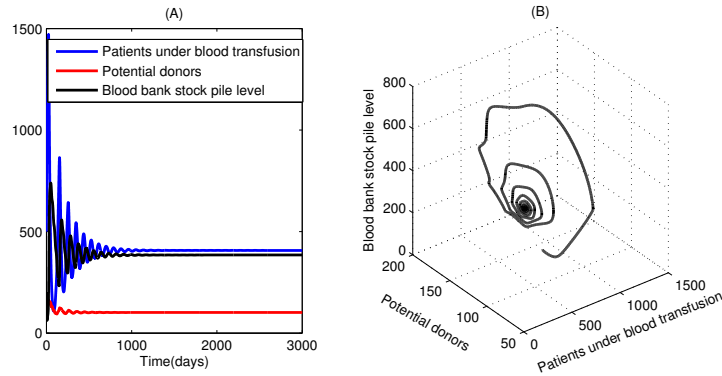 (A)
1500
1000
500
0
Patients under blood transfusion
Potential donors
Blood bank stock pile level
0
1000
2000
3000
Time(days)
(B)
800
600
400
200
0
Blood bank stock pile level
200
150
100
50
Potential donors
0
500
1000
1500
Patients under blood transfusion